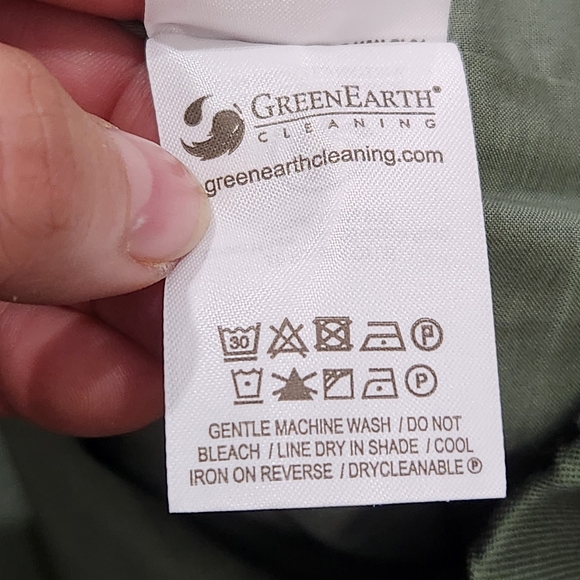 GREENEARTH®
CLEANING
greenearthcleaning.com
30 P
P
GENTLE MACHINE WASH / DO NOT
BLEACH / LINE DRY IN SHADE / COOL
IRON ON REVERSE / DRYCLEANABLE Ⓟ